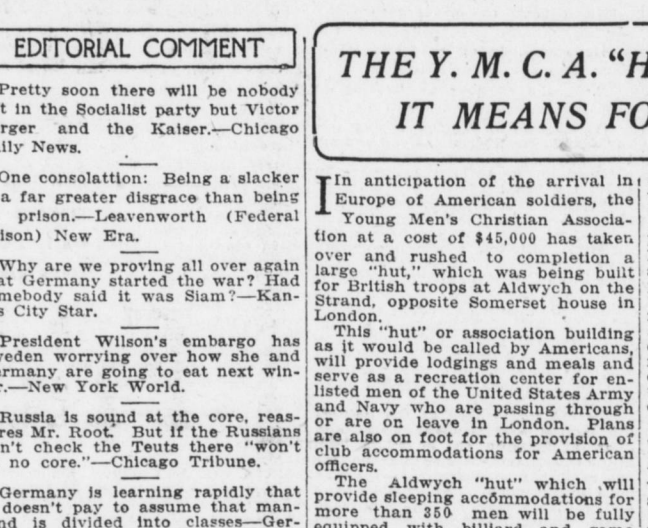 EDITORIAL COMMENT
Pretty soon there will be nobody
t in the Socialist party but Victor
rger and the Kaiser.—Chicago
ily News.
One consolattion: Being a slacker
a far greater disgrace than being
prison.—Leavenworth (Federal
ison) New Era.
Why are we proving all over again
at Germany started the war? Had
mebody said it was Siam?—Kan-
s City Star.
President Wilson's embargo has
veden worrying over how she and
ermany are going to eat next win-
r.—New York World.
Russia is sound at the core, reas-
res Mr. Root. But if the Russians
n't check the Teuts there "won't
no core."—Chicago Tribune.
Germany is learning rapidly that
doesn't pay to assume that man-
nd is divided into classes—Ger-
THE Y. M. C. A. "H
IT MEANS FO
IIn anticipation of the arrival in
Europe of American soldiers, the
Young Men's Christian Associa-
tion at a cost of $45,000 has taken
over and rushed to completion a
large "hut," which was being built
for British troops at Aldwych on the
Strand, opposite Somerset house in
London.
This "hut" or association building
as it would be called by Americans,
will provide lodgings and meals and
serve as a recreation center for en-
listed men of the United States Army
and Navy who are passing through
or are on leave in London. Plans
are also on foot for the provision of
club accommodations for American
officers.
The Aldwych "hut" which will
provide sleeping accommodations for
more than 350 men will be fully
equipped with billiard and